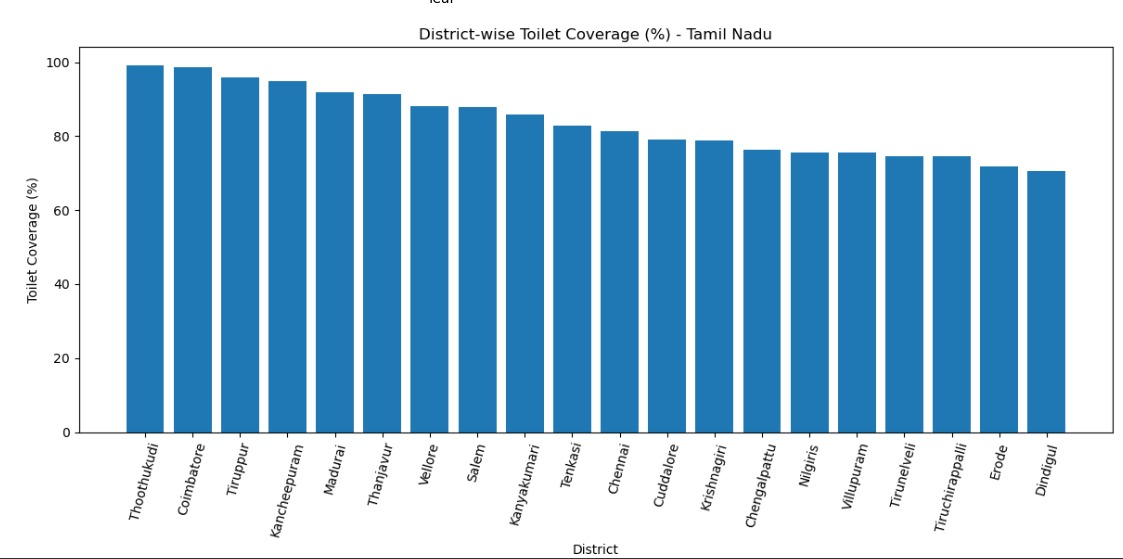 District-wise Toilet Coverage (%) - Tamil Nadu
Toilet Coverage (%)
100
80
60
40
20
0
Thoothukudi
Coimbatore
Tiruppur
Kancheepuram
Madurai
Thanjavur
Vellore
Salem
Kanyakumari
Tenkasi
Chennai
Cuddalore
Krishnagiri
Chengalpattu
Nilgiris
Villupuram
Tirunelveli
Tiruchirappalli
Erode
Dindigul
District